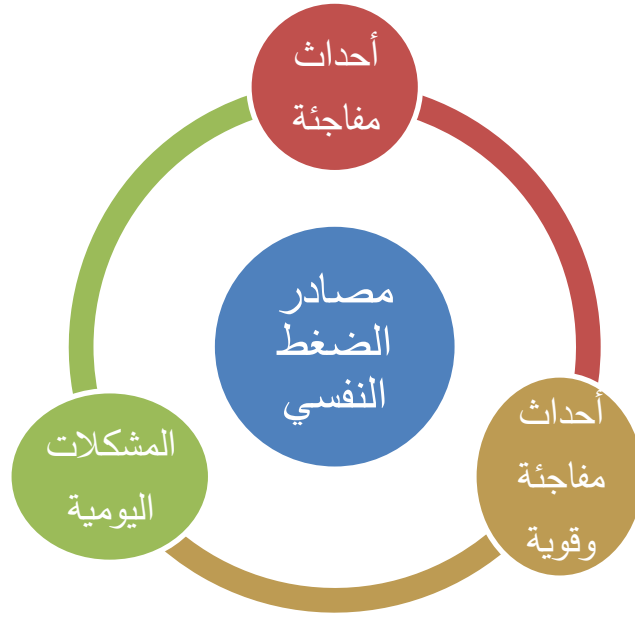 أحداث
مفاجئة
مصادر
الضغط
النفسي
أحداث
مفاجئة
وقوية
المشكلات
اليومية